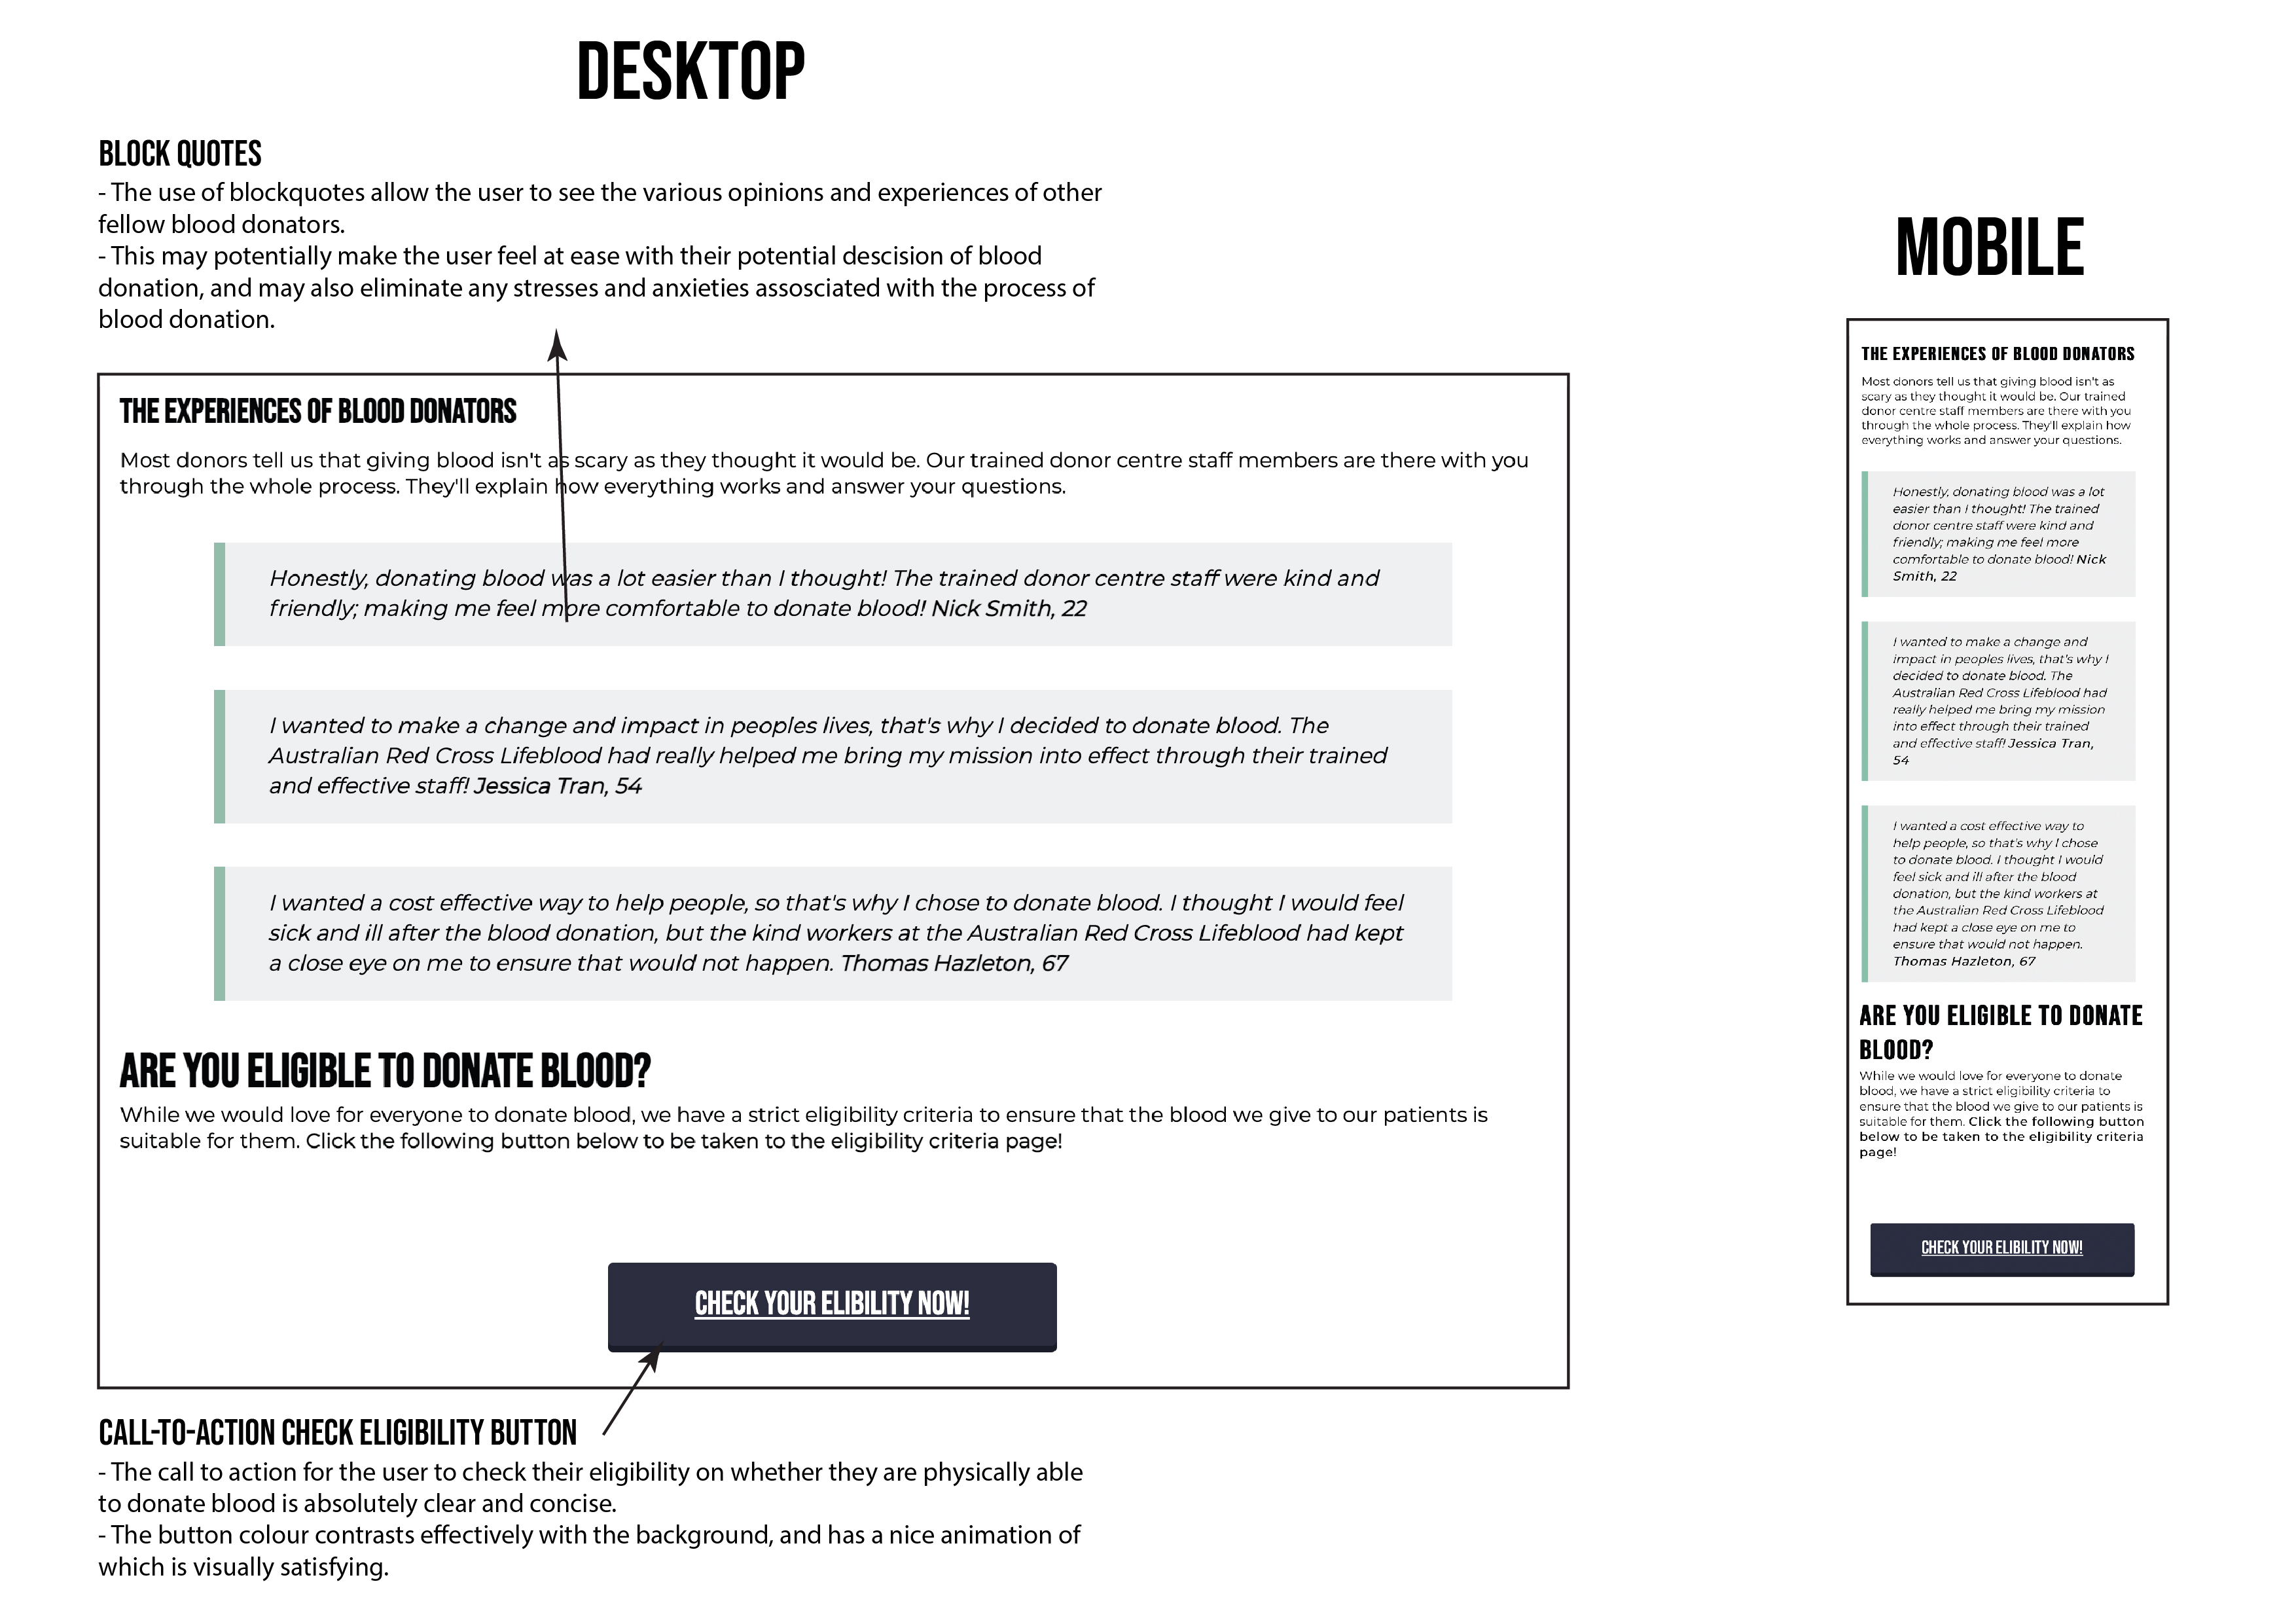 DESKTOP
BLOCK QUOTES
- The use of blockquotes allow the user to see the various opinions and experiences of other
fellow blood donators.
- This may potentially make the user feel at ease with their potential descision of blood
donation, and may also eliminate any stresses and anxieties assosciated with the process of
blood donation.
THE EXPERIENCES OF BLOOD DONATORS
Most donors tell us that giving blood isn't as scary as they thought it would be. Our trained donor centre staff members are there with you
through the whole process. They'll explain how everything works and answer your questions.
Honestly, donating blood was a lot easier than I thought! The trained donor centre staff were kind and
friendly; making me feel more comfortable to donate blood! Nick Smith, 22
I wanted to make a change and impact in peoples lives, that's why I decided to donate blood. The
Australian Red Cross Lifeblood had really helped me bring my mission into effect through their trained
and effective staff! Jessica Tran, 54
I wanted a cost effective way to help people, so that's why I chose to donate blood. I thought I would feel
sick and ill after the blood donation, but the kind workers at the Australian Red Cross Lifeblood had kept
a close eye on me to ensure that would not happen. Thomas Hazleton, 67
ARE YOU ELIGIBLE TO DONATE BLOOD?
While we would love for everyone to donate blood, we have a strict eligibility criteria to ensure that the blood we give to our patients is
suitable for them. Click the following button below to be taken to the eligibility criteria page!
CHECK YOUR ELIBILITY NOW!
CALL-TO-ACTION CHECK ELIGIBILITY BUTTON
- The call to action for the user to check their eligibility on whether they are physically able
to donate blood is absolutely clear and concise.
- The button colour contrasts effectively with the background, and has a nice animation of
which is visually satisfying.
MOBILE
THE EXPERIENCES OF BLOOD DONATORS
Most donors tell us that giving blood isn't as
scary as they thought it would be. Our trained
donor centre staff members are there with you
through the whole process. They'll explain how
everything works and answer your questions.
Honestly, donating blood was a lot
easier than I thought! The trained
donor centre staff were kind and
friendly; making me feel more
comfortable to donate blood! Nick
Smith, 22
I wanted to make a change and
impact in peoples lives, that's why I
decided to donate blood. The
Australian Red Cross Lifeblood had
really helped me bring my mission
into effect through their trained
and effective staff! Jessica Tran,
54
I wanted a cost effective way to
help people, so that's why I chose
to donate blood. I thought I would
feel sick and ill after the blood
donation, but the kind workers at
the Australian Red Cross Lifeblood
had kept a close eye on me to
ensure that would not happen.
Thomas Hazleton, 67
ARE YOU ELIGIBLE TO DONATE
BLOOD?
While we would love for everyone to donate
blood, we have a strict eligibility criteria to
ensure that the blood we give to our patients is
suitable for them. Click the following button
below to be taken to the eligibility criteria
page!
CHECK YOUR ELIBILITY NOW!